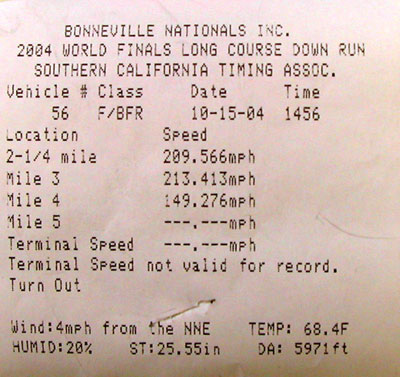 BONNEVILLE NATIONALS INC.
2004 WORLD FINALS LONG COURSE DOWN RUN
SOUTHERN CALIFORNIA TIMING ASSOC.
Vehicle # Class Date Time
56 F/BFR 10-15-04 1456
Location Speed
2-1/4 mile 209.566mph
Mile 3 213.413mph
Mile 4 149.276mph
Mile 5 ---.---mph
Terminal Speed ---.---mph
Terminal Speed not valid for record.
Turn Out
Wind:4mph from the NNE TEMP: 68.4F
HUMID:20% ST:25.55in DA: 5971ft